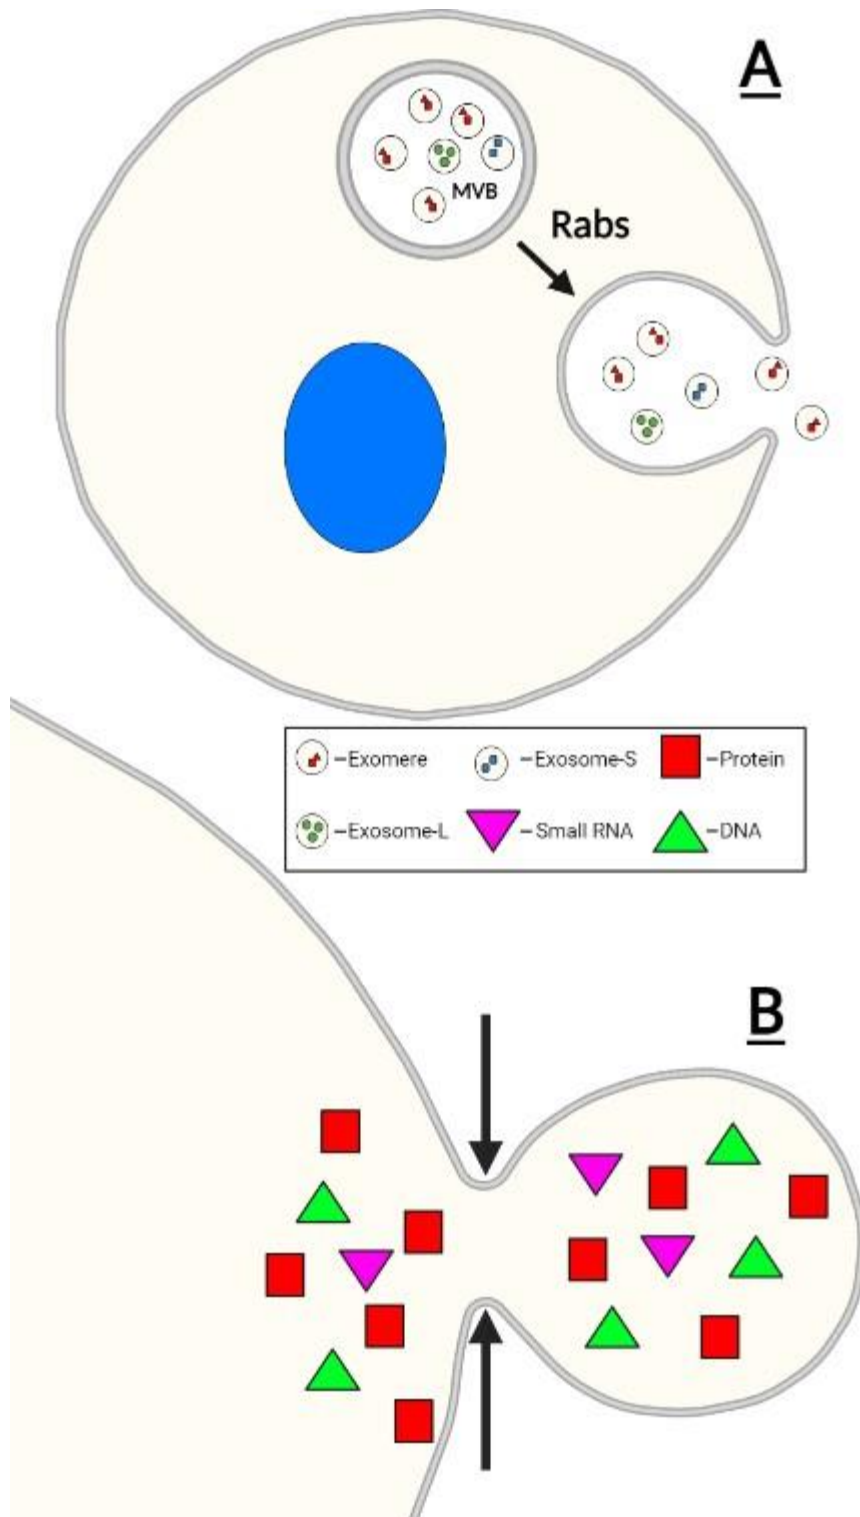 A
MVB
Rabs
–Exomere –Exosome-S –Protein
–Exosome-L –Small RNA –DNA
B